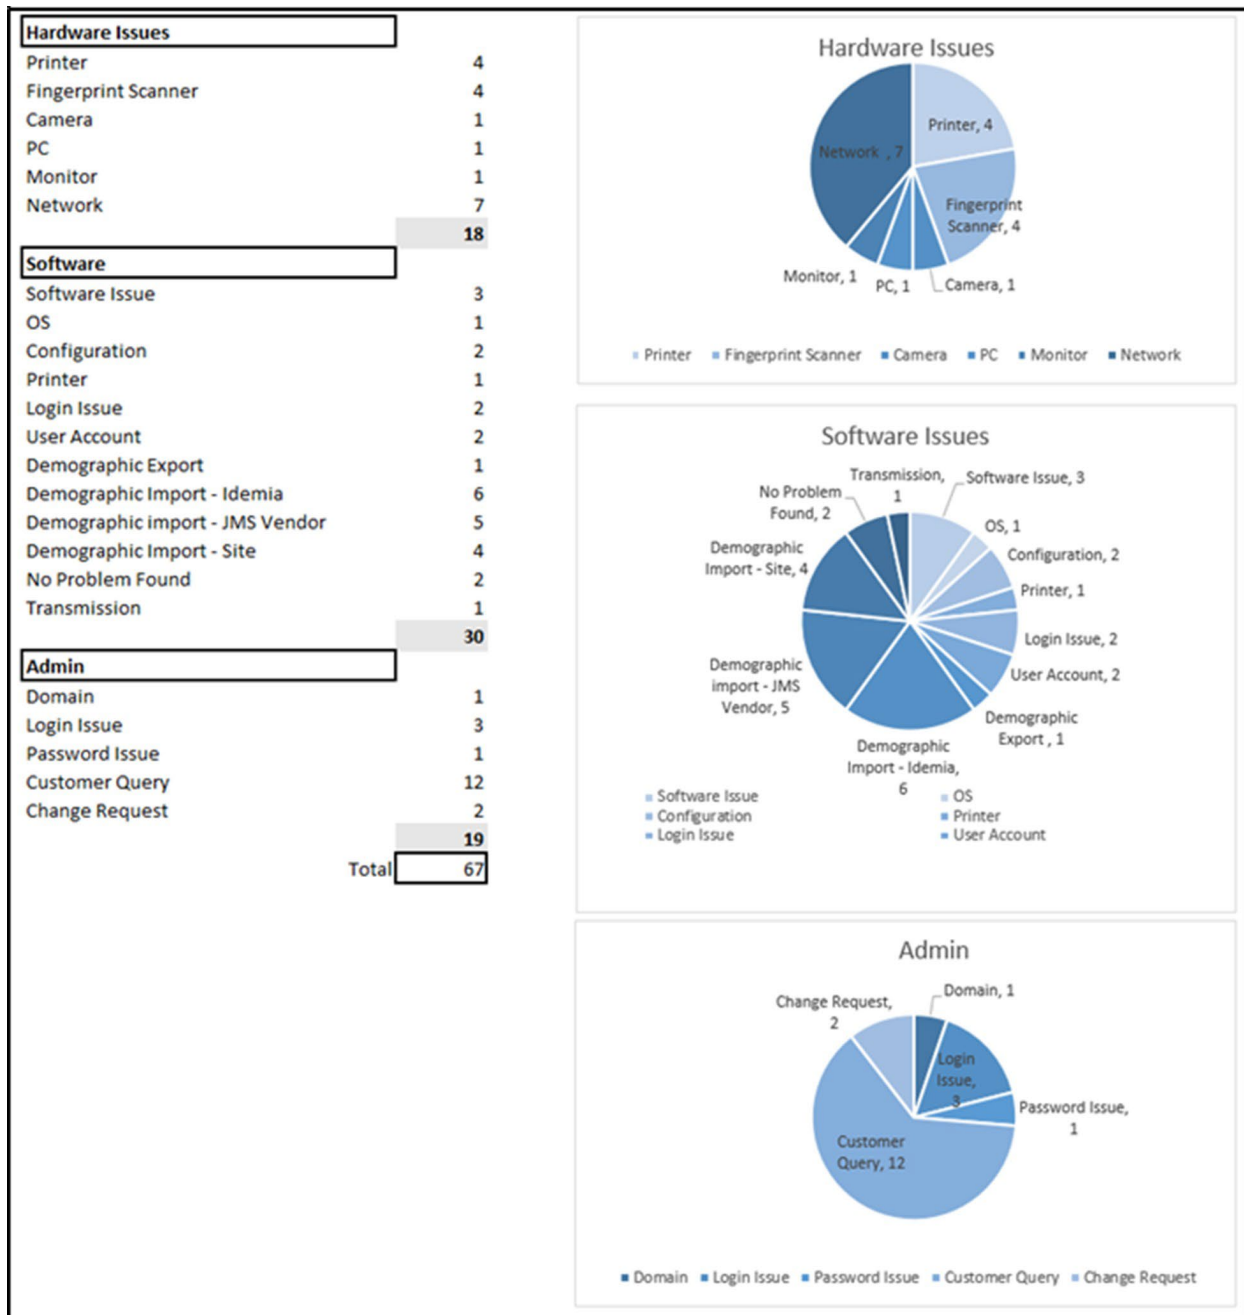 Hardware Issues
Printer 4
Fingerprint Scanner 4
Camera 1
PC 1
Monitor 1
Network 7
18
Software
Software Issue 3
OS 1
Configuration 2
Printer 1
Login Issue 2
User Account 2
Demographic Export 1
Demographic Import - Idemia 6
Demographic import - JMS Vendor 5
Demographic Import - Site 4
No Problem Found 2
Transmission 1
30
Admin
Domain 1
Login Issue 3
Password Issue 1
Customer Query 12
Change Request 2
19
Total 67
Hardware Issues
Printer, 4
Network , 7
Fingerprint
Scanner, 4
Monitor, 1
PC, 1
Camera, 1
Printer Fingerprint Scanner Camera PC Monitor Network
Software Issues
Transmission,
1
Software Issue, 3
No Problem
Found, 2
OS, 1
Demographic
Import - Site, 4
Configuration, 2
Printer, 1
Login Issue, 2
Demographic
import - JMS
Vendor, 5
User Account, 2
Demographic
Export , 1
Demographic
Import - Idemia,
6
Software Issue OS
Configuration Printer
Login Issue User Account
Admin
Change Request,
2
Domain, 1
Login
Issue,
3
Password Issue,
1
Customer
Query, 12
Domain Login Issue Password Issue Customer Query Change Request